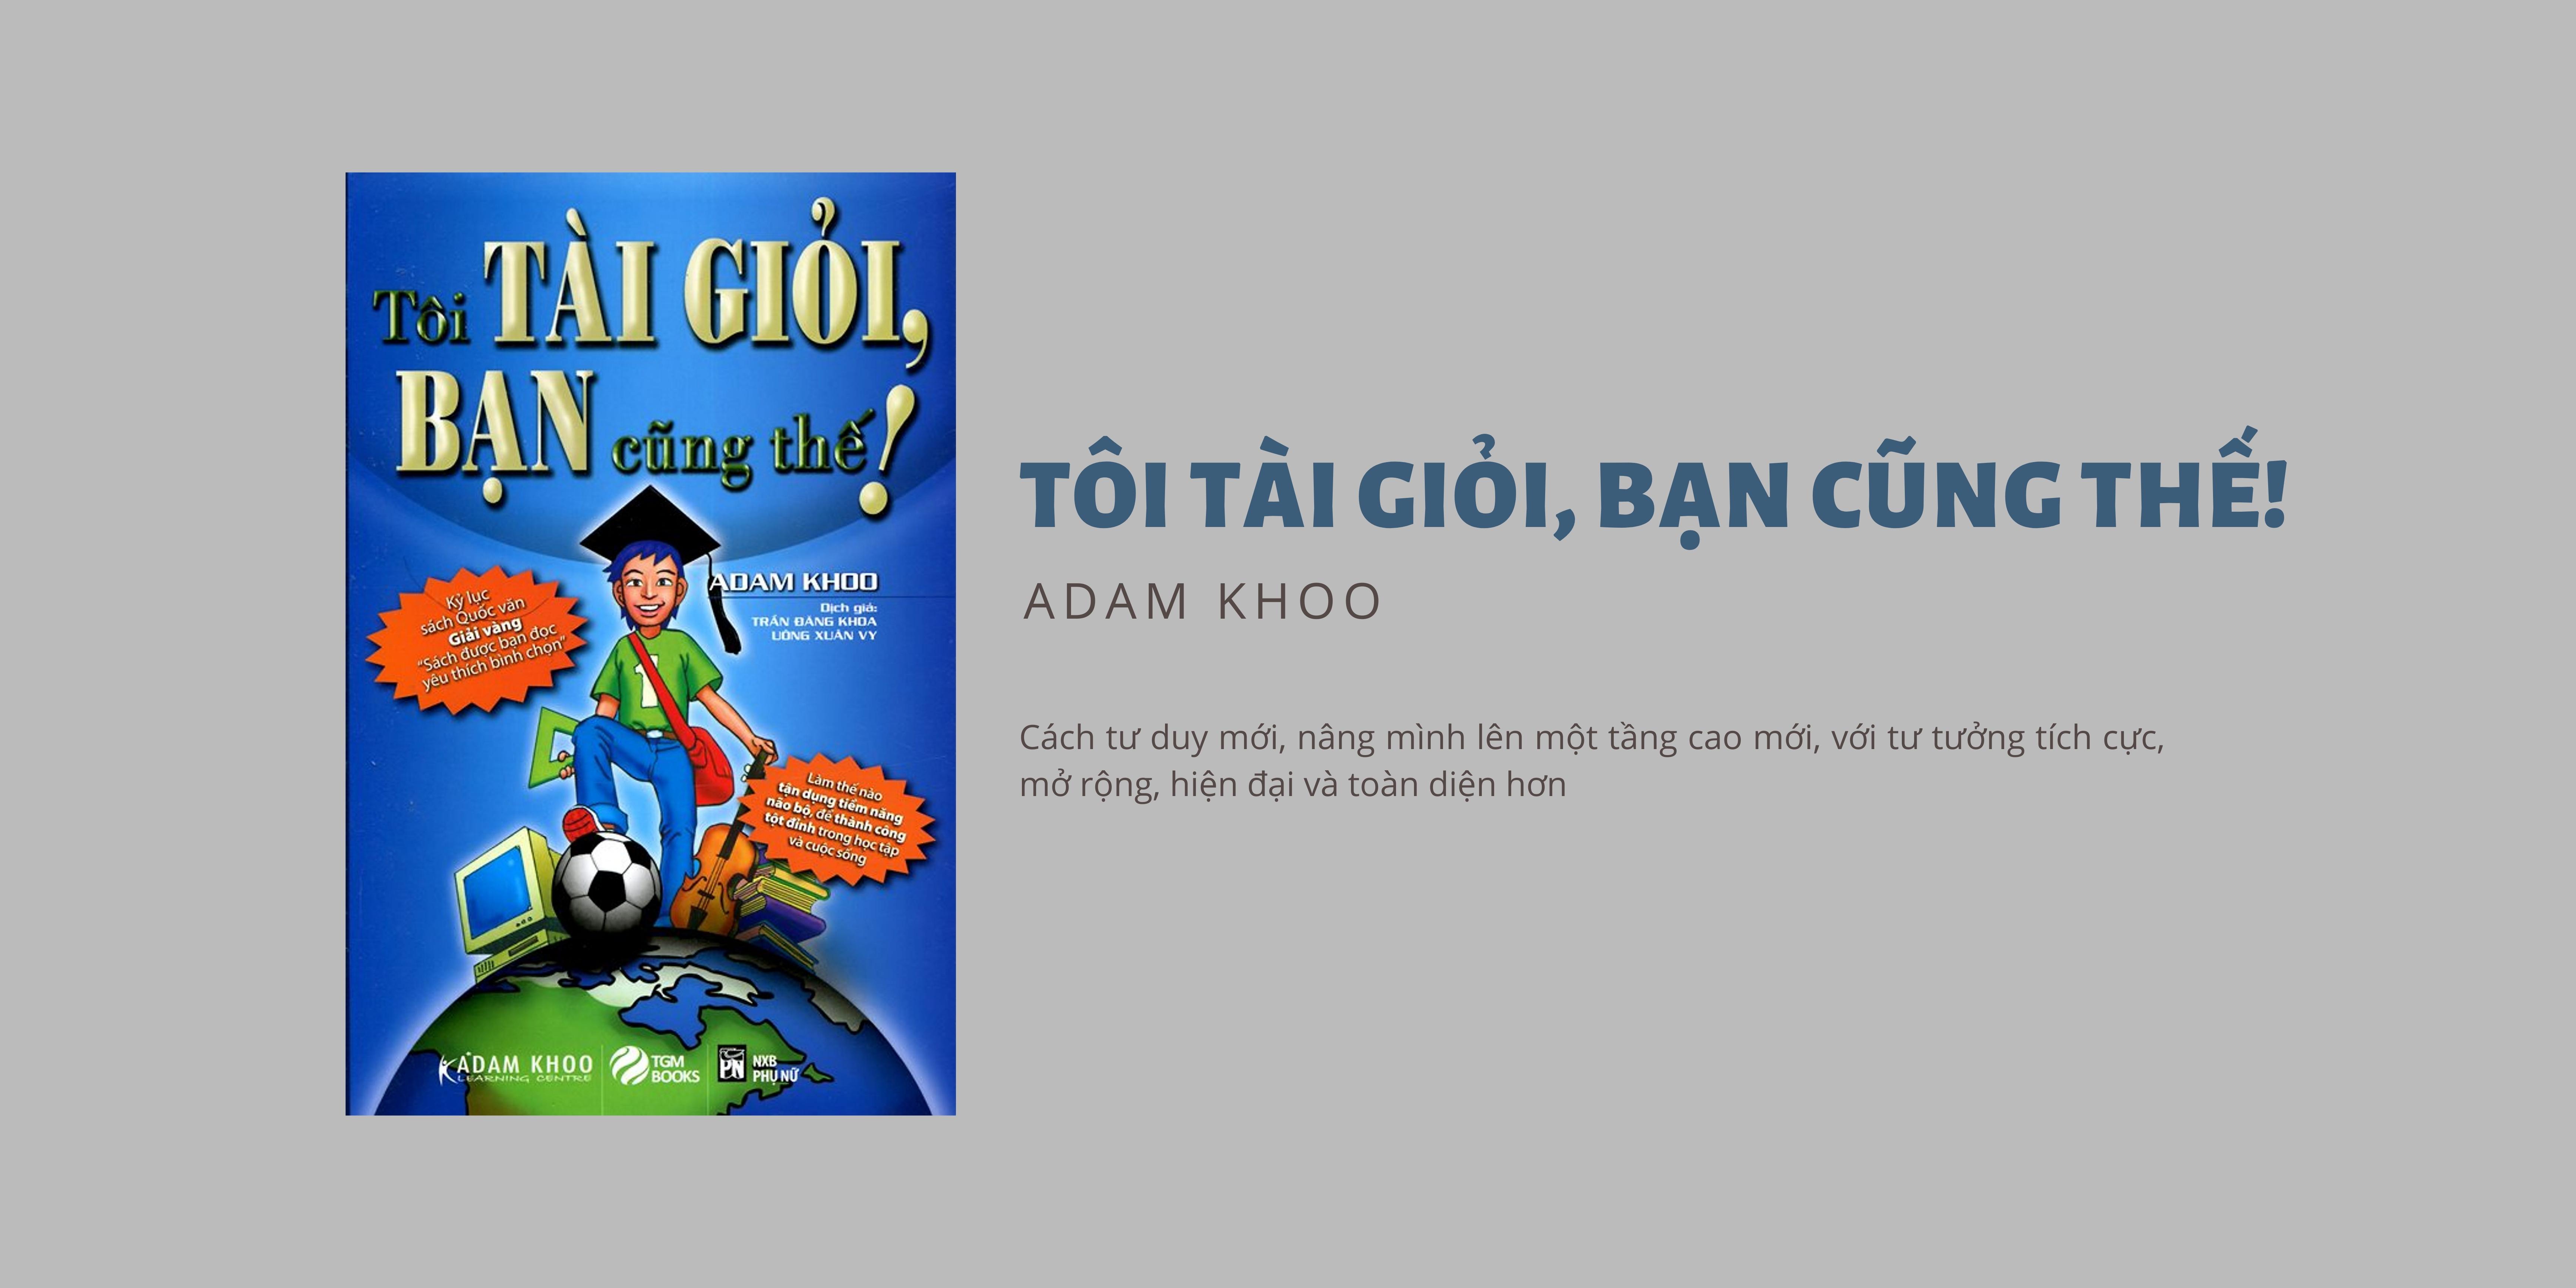 Tôi TÀI GIỎI,
BẠN cũng thế!
ADAM KHOO
Dịch giả:
TRẦN ĐĂNG KHOA
UÔNG XUÂN VY
Kỷ lục
sách Quốc văn
Giải vàng
"Sách được bạn đọc
yêu thích bình chọn"
Làm thế nào
tận dụng tiềm năng
não bộ, để thành công
tột đỉnh trong học tập
và cuộc sống
ADAM KHOO
LEARNING CENTRE
TGM
BOOKS
PN
NXB
PHỤ NỮ
TÔI TÀI GIỎI, BẠN CŨNG THẾ!
ADAM KHOO
Cách tư duy mới, nâng mình lên một tầng cao mới, với tư tưởng tích cực,
mở rộng, hiện đại và toàn diện hơn
1